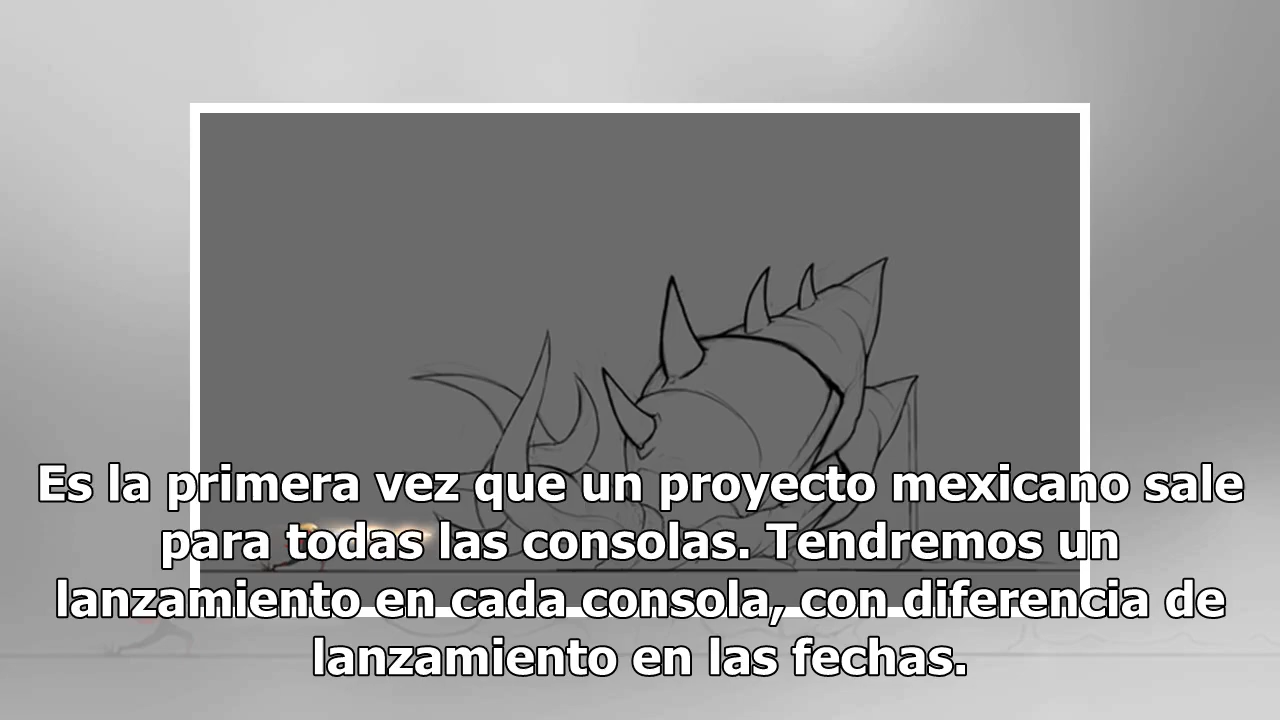 Es la primera vez que un proyecto mexicano sale
para todas las consolas. Tendremos un
lanzamiento en cada consola, con diferencia de
lanzamiento en las fechas.